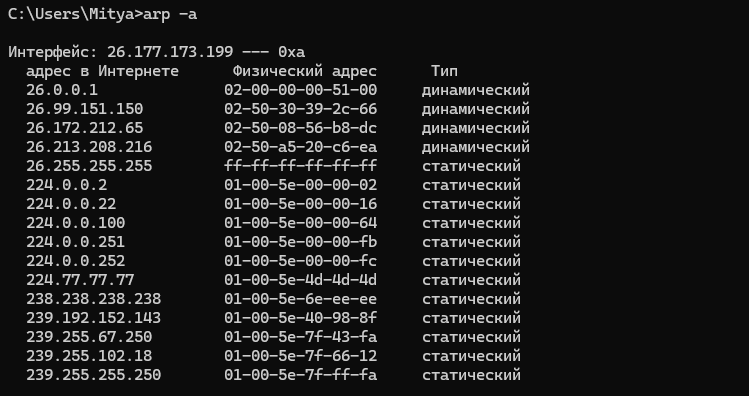 C:\Users\Mitya>arp -a
Интерфейс: 26.177.173.199 --- 0xa
адрес в Интернете Физический адрес Тип
26.0.0.1 02-00-00-00-51-00 динамический
26.99.151.150 02-50-30-39-2c-66 динамический
26.172.212.65 02-50-08-56-b8-dc динамический
26.213.208.216 02-50-a5-20-c6-ea динамический
26.255.255.255 ff-ff-ff-ff-ff-ff статический
224.0.0.2 01-00-5e-00-00-02 статический
224.0.0.22 01-00-5e-00-00-16 статический
224.0.0.100 01-00-5e-00-00-64 статический
224.0.0.251 01-00-5e-00-00-fb статический
224.0.0.252 01-00-5e-00-00-fc статический
224.77.77.77 01-00-5e-4d-4d-4d статический
238.238.238.238 01-00-5e-6e-ee-ee статический
239.192.152.143 01-00-5e-40-98-8f статический
239.255.67.250 01-00-5e-7f-43-fa статический
239.255.102.18 01-00-5e-7f-66-12 статический
239.255.255.250 01-00-5e-7f-ff-fa статический